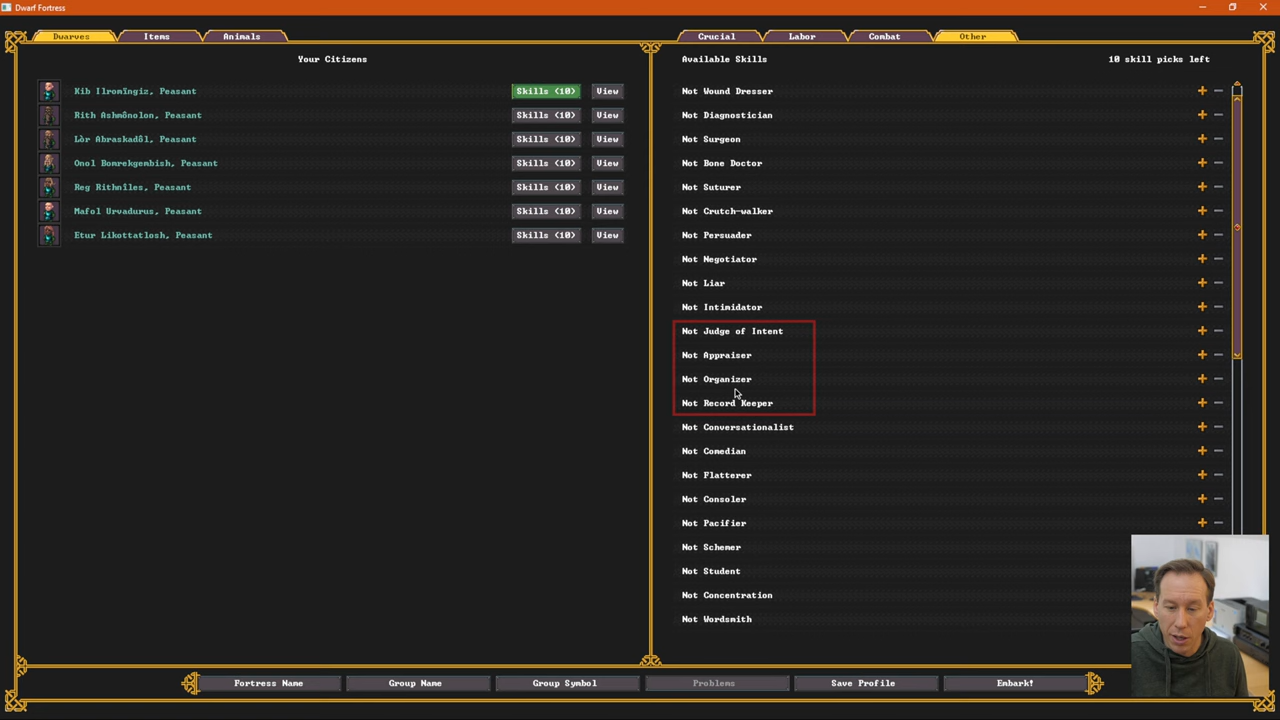 Dwarf Fortress
Dwarves Items Animals
Crucial Labor Combat Other
Your Citizens
Kib Ilromîngiz, Peasant Skills (10) View
Rith Ashmönolon, Peasant Skills (10) View
Lòr Abraskadôl, Peasant Skills (10) View
Onol Bomrekgembish, Peasant Skills (10) View
Reg Rithnîles, Peasant Skills (10) View
Mafol Urvadurus, Peasant Skills (10) View
Etur Likottatlosh, Peasant Skills (10) View
Available Skills 10 skill picks left
Not Wound Dresser + -
Not Diagnostician + -
Not Surgeon + -
Not Bone Doctor + -
Not Suturer + -
Not Crutch-walker + -
Not Persuader + -
Not Negotiator + -
Not Liar + -
Not Intimidator + -
Not Judge of Intent + -
Not Appraiser + -
Not Organizer + -
Not Record Keeper + -
Not Conversationalist + -
Not Comedian + -
Not Flatterer + -
Not Consoler + -
Not Pacifier + -
Not Schemer
Not Student
Not Concentration
Not Wordsmith
Fortress Name Group Name Group Symbol Problems Save Profile Embark!